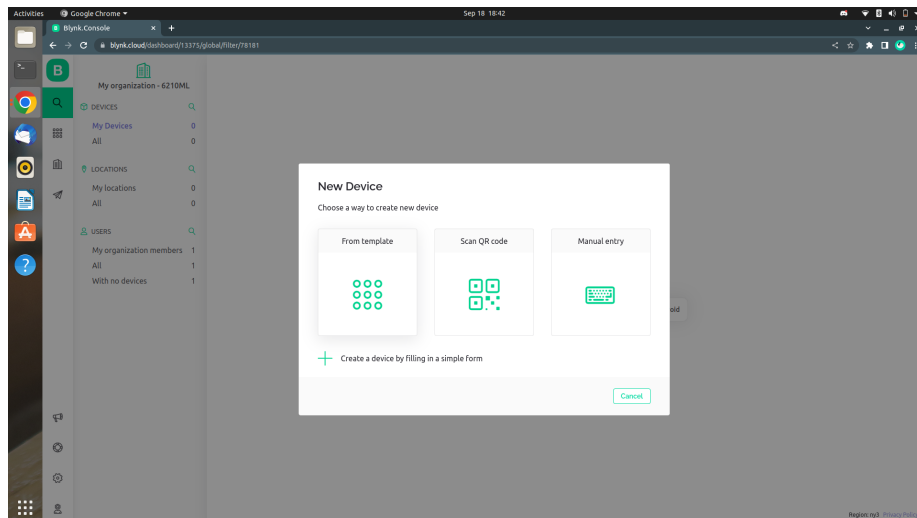 Activities
Google Chrome
Sep 18 18:42
Blynk.Console
blynk.cloud/dashboard/13375/global/filter/78181
B
My organization - 6210ML
DEVICES
My Devices 0
All 0
LOCATIONS
My locations 0
All 0
USERS
My organization members 1
All 1
With no devices 1
New Device
Choose a way to create new device
From template
Scan QR code
Manual entry
oid
Create a device by filling in a simple form
Cancel
Region: ny3 Privacy Polic